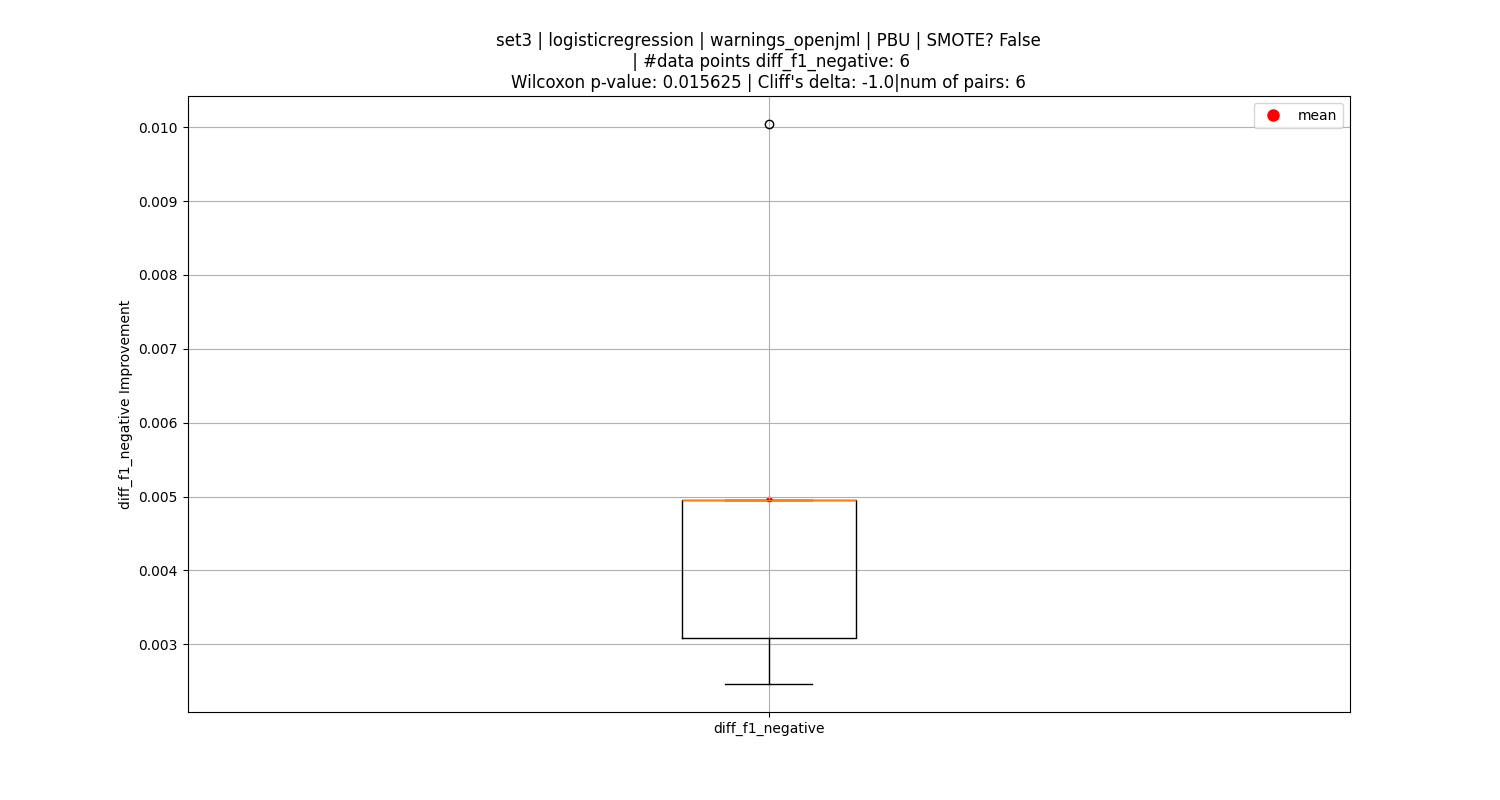 set3 | logisticregression | warnings_openjml | PBU | SMOTE? False
| #data points diff_f1_negative: 6
Wilcoxon p-value: 0.015625 | Cliff's delta: -1.0|num of pairs: 6
mean
0.010
0.009
0.008
0.007
0.006
0.005
0.004
0.003
diff_f1_negative Improvement
diff_f1_negative